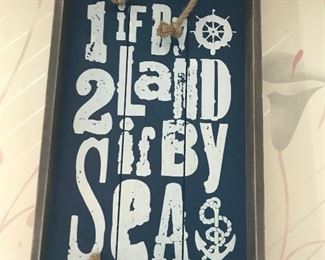 1 iF By
LaND
2 iF By
SeA